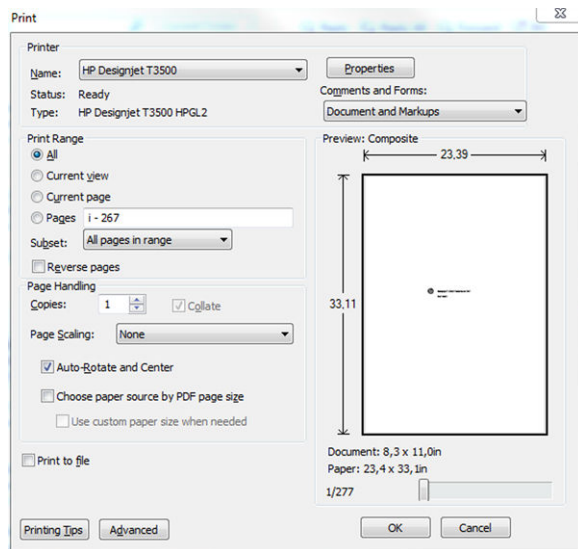 Print
Printer
Name: HP Designjet T3500
Properties
Status: Ready
Comments and Forms:
Type: HP Designjet T3500 HPGL2
Document and Markups
Print Range
All
Current view
Current page
Pages i - 267
Subset: All pages in range
Reverse pages
Page Handling
Copies: 1 Collate
Page Scaling: None
Auto-Rotate and Center
Choose paper source by PDF page size
Use custom paper size when needed
Print to file
Preview: Composite
23,39
33,11
Document: 8,3 x 11,0in
Paper: 23,4 x 33,1in
1/277
Printing Tips Advanced OK Cancel